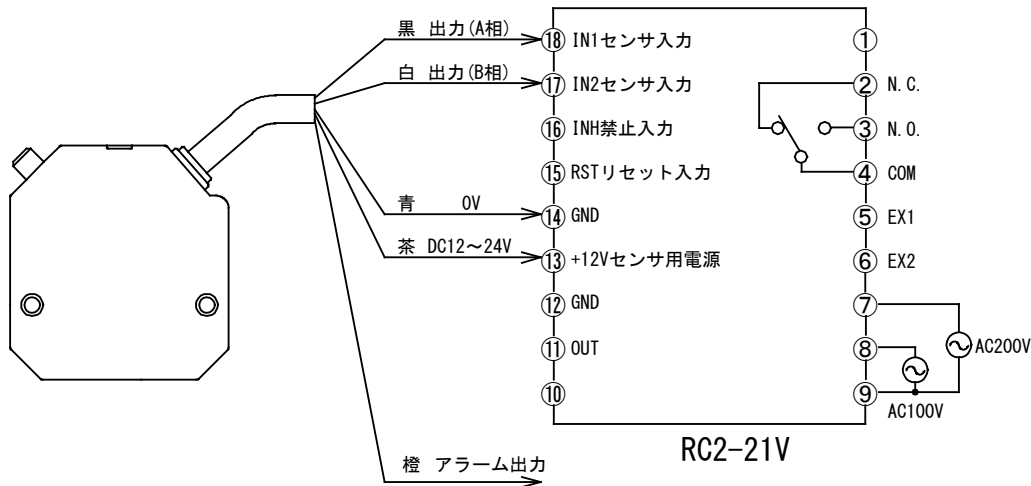 黒 出力(A相)
⑱ IN1センサ入力
①
白 出力(B相)
⑰ IN2センサ入力
② N.C.
⑯ INH禁止入力
③ N.O.
⑮ RSTリセット入力
④ COM
青 0V
⑭ GND
⑤ EX1
茶 DC12～24V
⑬ +12Vセンサ用電源
⑥ EX2
⑫ GND
⑦
⑪ OUT
⑧
AC200V
⑩
⑨
AC100V
RC2-21V
橙 アラーム出力